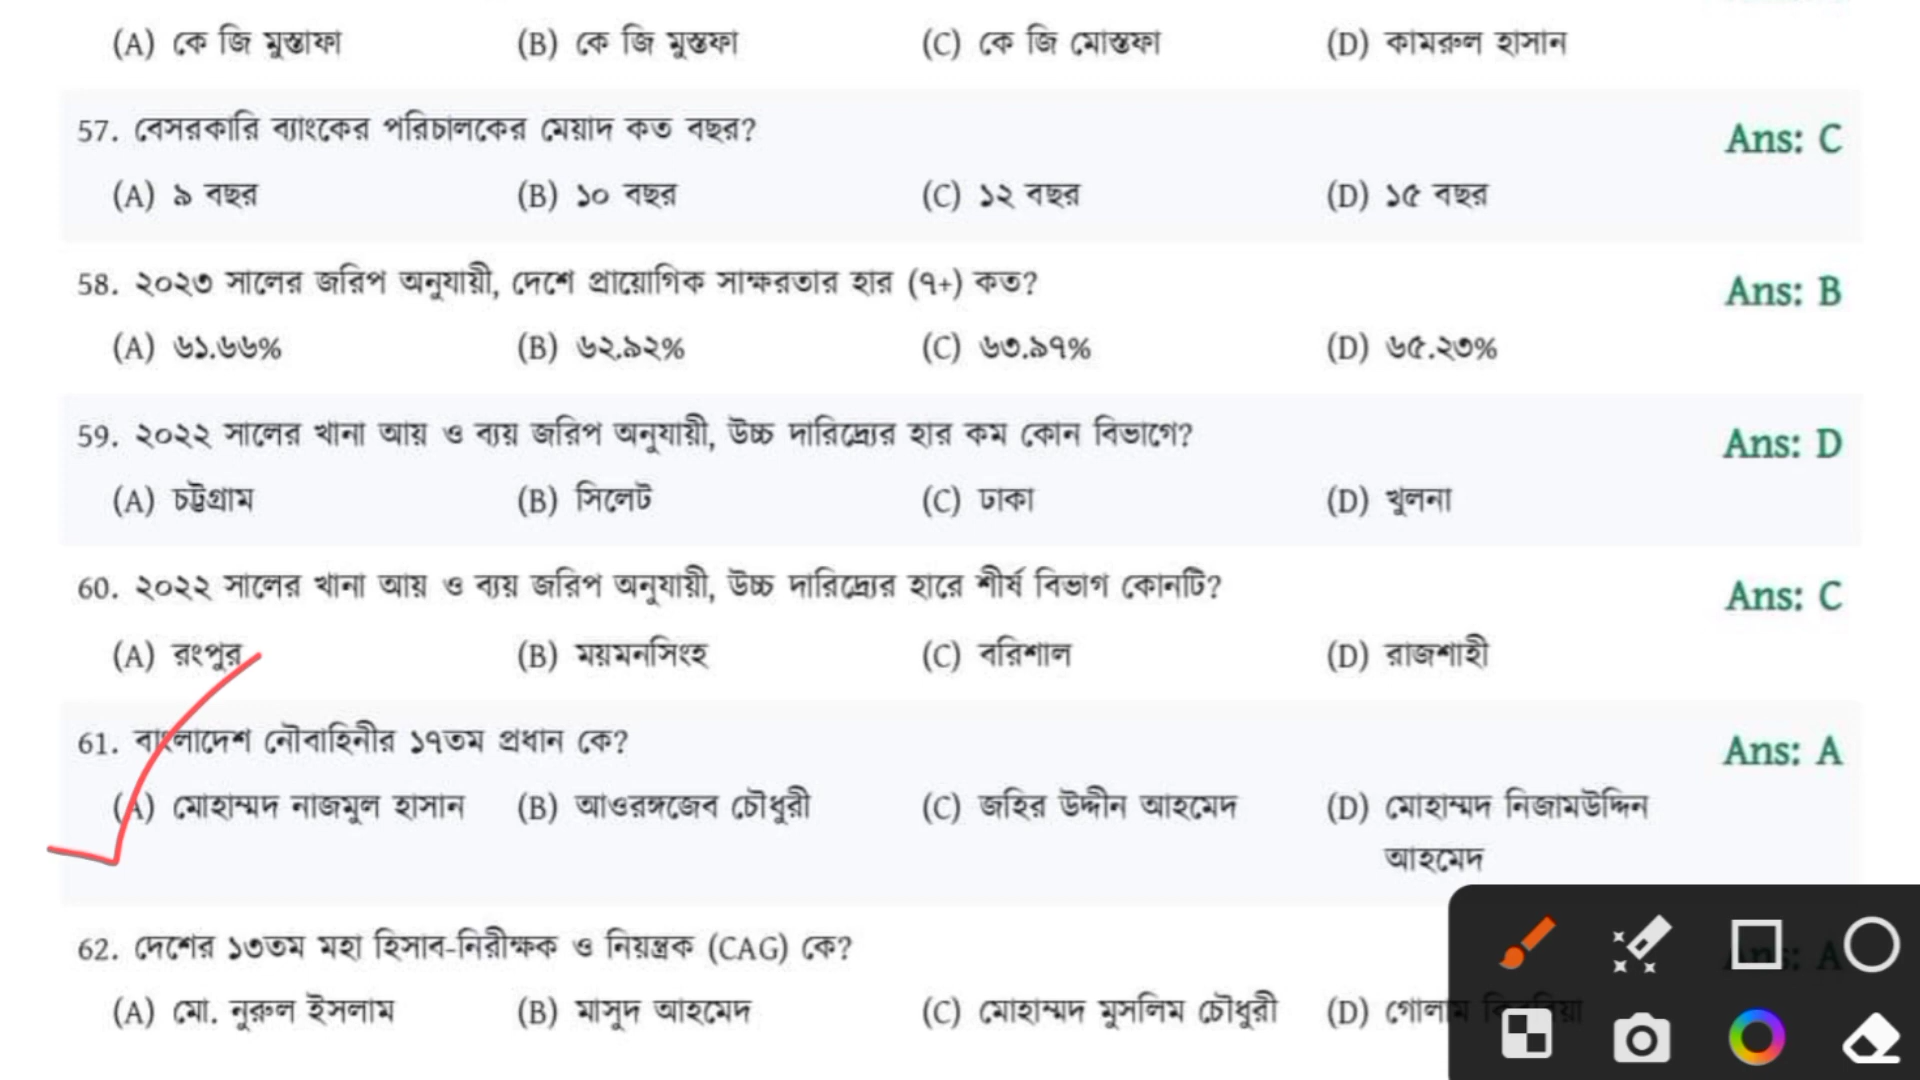 (A) কে জি মুস্তাফা (B) কে জি মুস্তফা (C) কে জি মোস্তফা (D) কামরুল হাসান
57. বেসরকারি ব্যাংকের পরিচালকের মেয়াদ কত বছর? Ans: C
(A) ৯ বছর (B) ১০ বছর (C) ১২ বছর (D) ১৫ বছর
58. ২০২৩ সালের জরিপ অনুযায়ী, দেশে প্রায়োগিক সাক্ষরতার হার (৭+) কত? Ans: B
(A) ৬১.৬৬% (B) ৬২.৯২% (C) ৬৩.৯৭% (D) ৬৫.২৩%
59. ২০২২ সালের খানা আয় ও ব্যয় জরিপ অনুযায়ী, উচ্চ দারিদ্র্যের হার কম কোন বিভাগে? Ans: D
(A) চট্টগ্রাম (B) সিলেট (C) ঢাকা (D) খুলনা
60. ২০২২ সালের খানা আয় ও ব্যয় জরিপ অনুযায়ী, উচ্চ দারিদ্র্যের হারে শীর্ষ বিভাগ কোনটি? Ans: C
(A) রংপুর (B) ময়মনসিংহ (C) বরিশাল (D) রাজশাহী
61. বাংলাদেশ নৌবাহিনীর ১৭তম প্রধান কে? Ans: A
(A) মোহাম্মদ নাজমুল হাসান (B) আওরঙ্গজেব চৌধুরী (C) জহির উদ্দীন আহমেদ (D) মোহাম্মদ নিজামউদ্দিন
আহমেদ
62. দেশের ১৩তম মহা হিসাব-নিরীক্ষক ও নিয়ন্ত্রক (CAG) কে? Ans: A
(A) মো. নুরুল ইসলাম (B) মাসুদ আহমেদ (C) মোহাম্মদ মুসলিম চৌধুরী (D) গোলাম